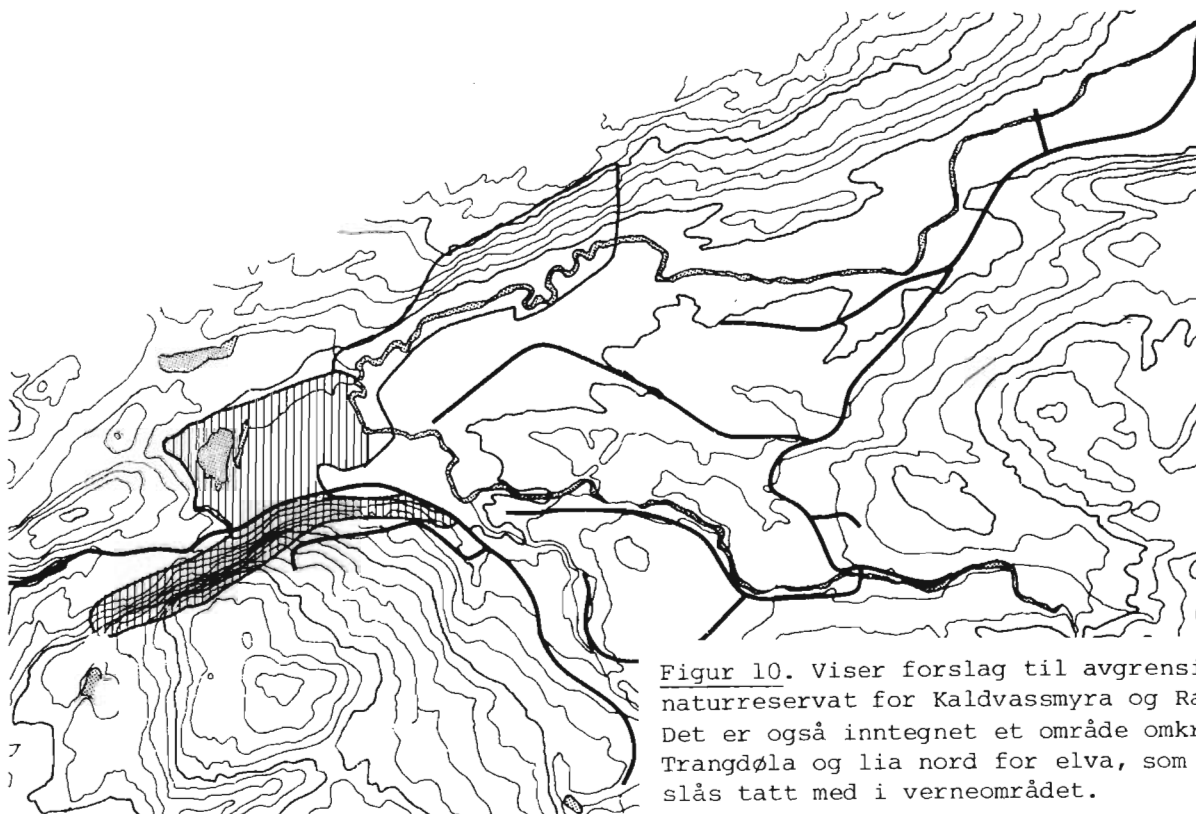 Figur 10. Viser forslag til avgrensi
naturreservat for Kaldvassmyra og Ra
Det er også inntegnet et område omkr
Trangdøla og lia nord for elva, som
slås tatt med i verneområdet.